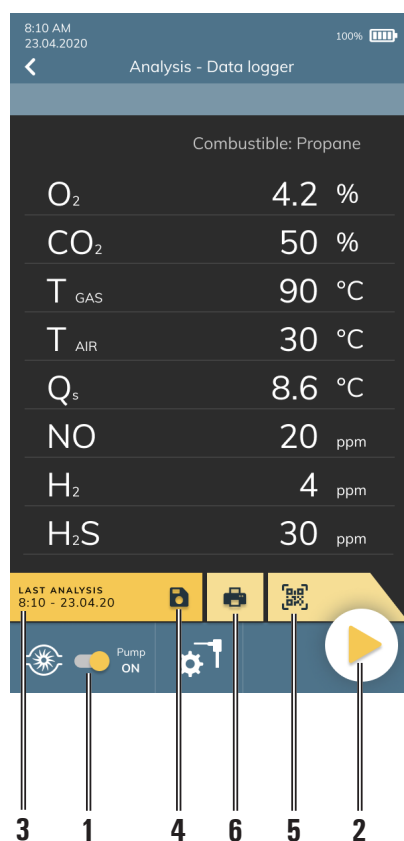 8:10 AM
23.04.2020
100%
Analysis - Data logger
Combustible: Propane
O₂ 4.2 %
CO₂ 50 %
T GAS 90 °C
T AIR 30 °C
Qₛ 8.6 °C
NO 20 ppm
H₂ 4 ppm
H₂S 30 ppm
LAST ANALYSIS
8:10 - 23.04.20
Pump
ON
3 1 4 6 5 2